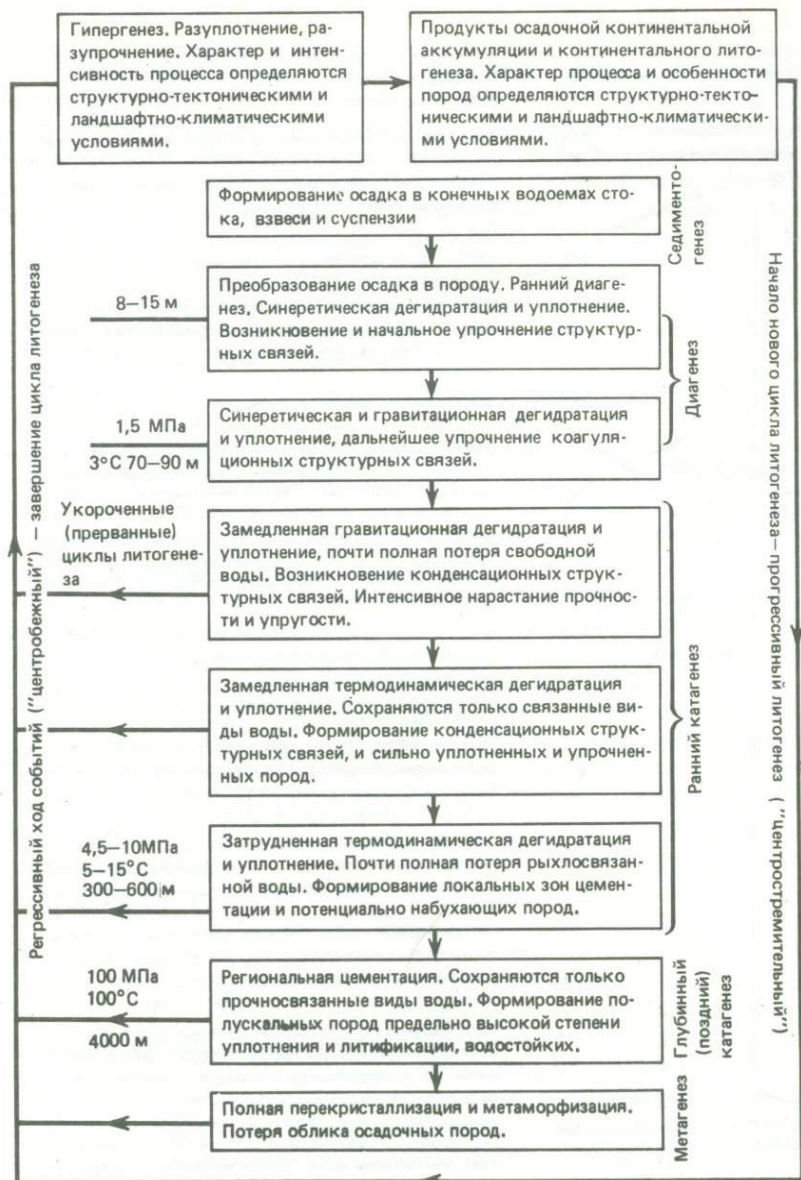 Гипергенез. Разуплотнение, ра-
зупрочнение. Характер и интен-
сивность процесса определяются
структурно-тектоническими и
ландшафтно-климатическими
условиями.
Продукты осадочной континентальной
аккумуляции и континентального лито-
генеза. Характер процесса и особенности
пород определяются структурно-текто-
ническими и ландшафтно-климатически-
ми условиями.
Формирование осадка в конечных водоемах сто-
ка, взвеси и суспензии
Седименто-
генез
8–15 м
Преобразование осадка в породу. Ранний диаге-
нез. Синеретическая дегидратация и уплотнение.
Возникновение и начальное упрочнение структур-
ных связей.
1,5 МПа
3°С 70–90 м
Синеретическая и гравитационная дегидратация
и уплотнение, дальнейшее упрочнение коагуля-
ционных структурных связей.
Диагенез
Укороченные
(прерванные)
циклы литогене-
за
Замедленная гравитационная дегидратация и
уплотнение, почти полная потеря свободной
воды. Возникновение конденсационных струк-
турных связей. Интенсивное нарастание прочнос-
ти и упругости.
Замедленная термодинамическая дегидратация
и уплотнение. Сохраняются только связанные ви-
ды воды. Формирование конденсационных струк-
турных связей, и сильно уплотненных и упрочнен-
ных пород.
4,5–10МПа
5–15°С
300–600 м
Затрудненная термодинамическая дегидратация
и уплотнение. Почти полная потеря рыхлосвязан-
ной воды. Формирование локальных зон цемен-
тации и потенциально набухающих пород.
Ранний катагенез
100 МПа
100°С
4000 м
Региональная цементация. Сохраняются только
прочносвязанные виды воды. Формирование по-
лускальных пород предельно высокой степени
уплотнения и литификации, водостойких.
Глубинный
(поздний)
катагенез
Полная перекристаллизация и метаморфизация.
Потеря облика осадочных пород.
Метагенез
Регрессивный ход событий ("центробежный") — завершение цикла литогенеза
Начало нового цикла литогенеза — прогрессивный литогенез ("центростремительный")